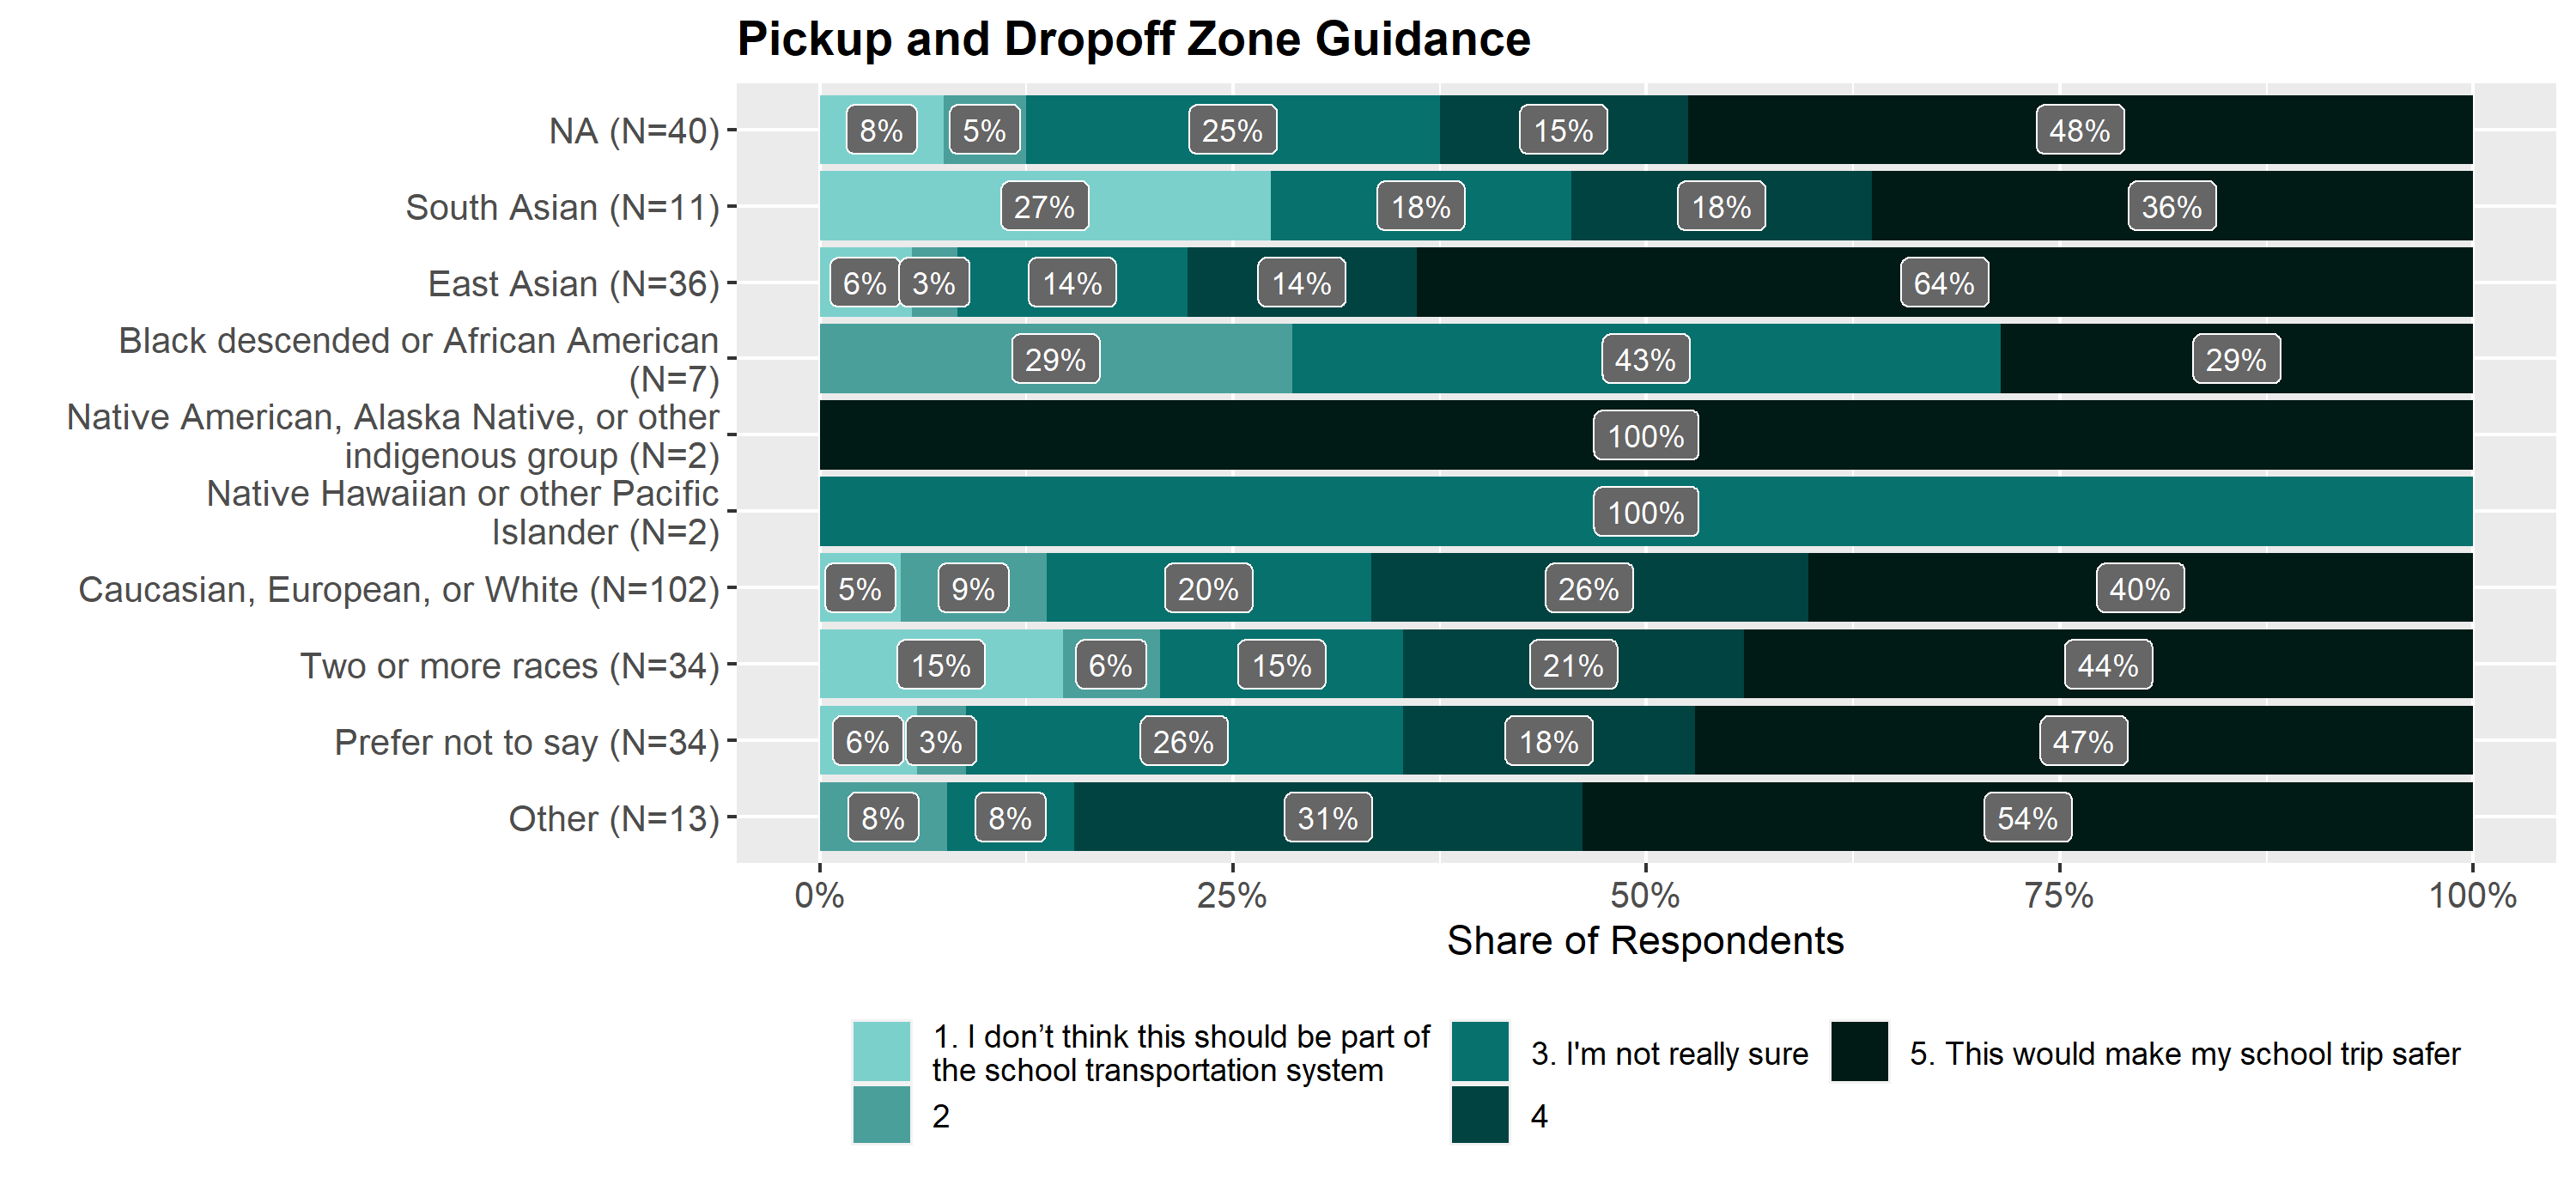 Pickup and Dropoff Zone Guidance
NA (N=40)
8% 5% 25% 15% 48%
South Asian (N=11)
27% 18% 18% 36%
East Asian (N=36)
6% 3% 14% 14% 64%
Black descended or African American
(N=7)
29% 43% 29%
Native American, Alaska Native, or other
indigenous group (N=2)
100%
Native Hawaiian or other Pacific
Islander (N=2)
100%
Caucasian, European, or White (N=102)
5% 9% 20% 26% 40%
Two or more races (N=34)
15% 6% 15% 21% 44%
Prefer not to say (N=34)
6% 3% 26% 18% 47%
Other (N=13)
8% 8% 31% 54%
0% 25% 50% 75% 100%
Share of Respondents
1. I don’t think this should be part of
the school transportation system
2
3. I'm not really sure
4
5. This would make my school trip safer